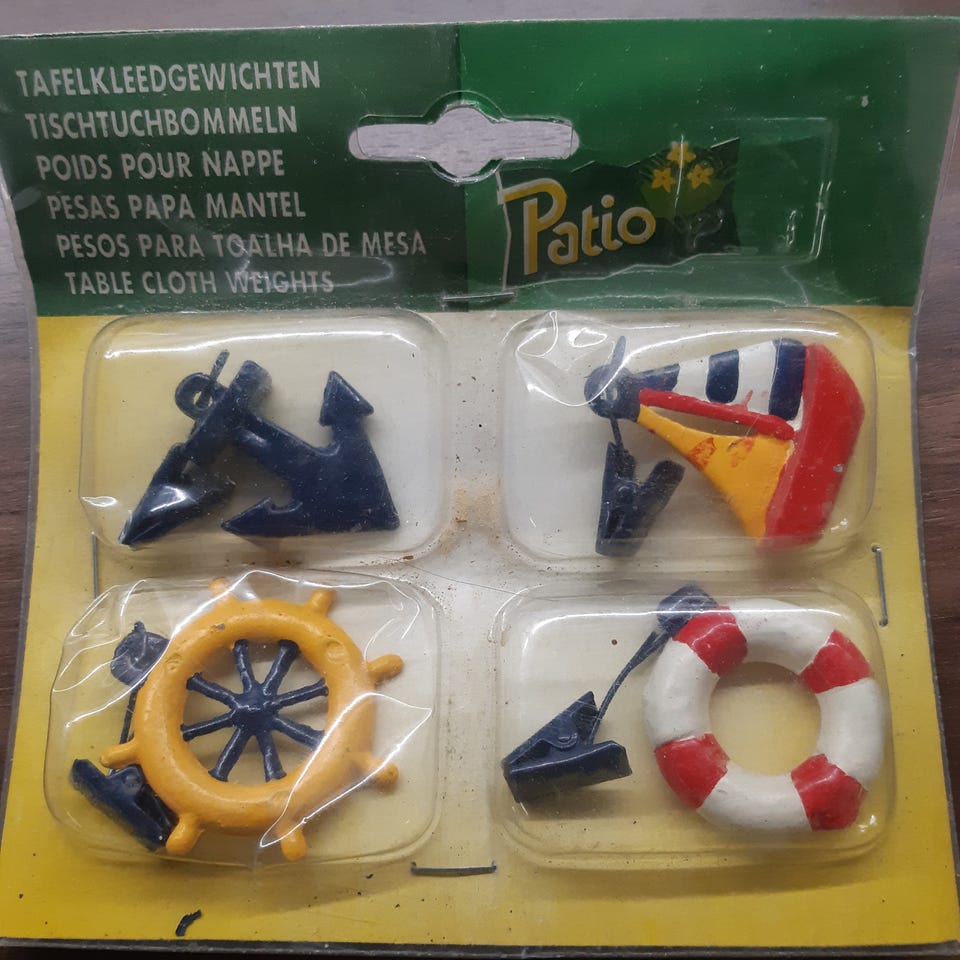 TAFELKLEEDGEWICHTEN
TISCHTUCHBOMMELN
POIDS POUR NAPPE
PESAS PAPA MANTEL
PESOS PARA TOALHA DE MESA
TABLE CLOTH WEIGHTS
Patio